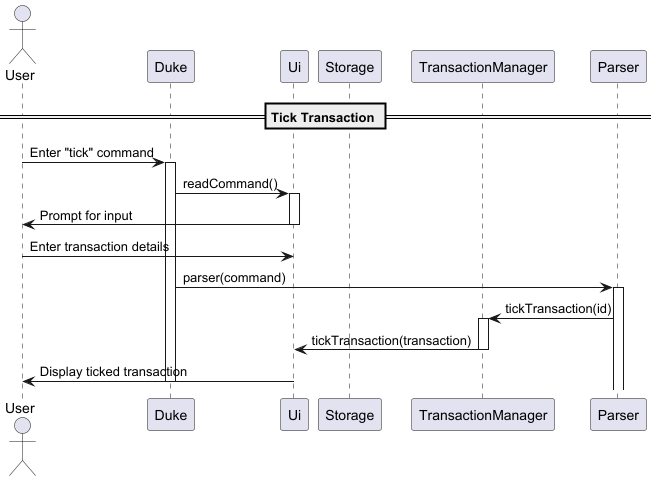 User
Duke
Ui
Storage
TransactionManager
Parser
Tick Transaction
Enter "tick" command
readCommand()
Prompt for input
Enter transaction details
parser(command)
tickTransaction(id)
tickTransaction(transaction)
Display ticked transaction
User
Duke
Ui
Storage
TransactionManager
Parser